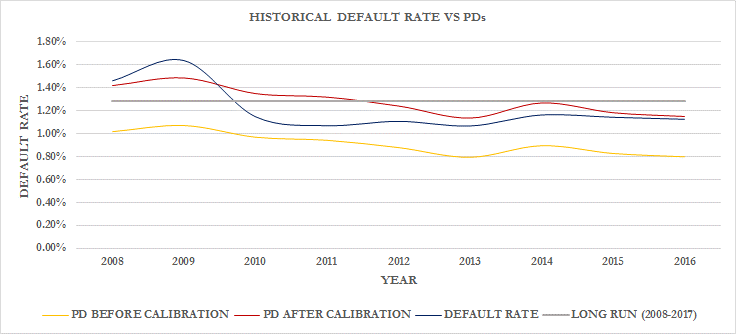 HISTORICAL DEFAULT RATE VS PDs
1.80%
1.60%
1.40%
1.20%
1.00%
0.80%
0.60%
0.40%
0.20%
0.00%
DEFAULT RATE
2008 2009 2010 2011 2012 2013 2014 2015 2016
YEAR
PD BEFORE CALIBRATION PD AFTER CALIBRATION DEFAULT RATE LONG RUN (2008-2017)